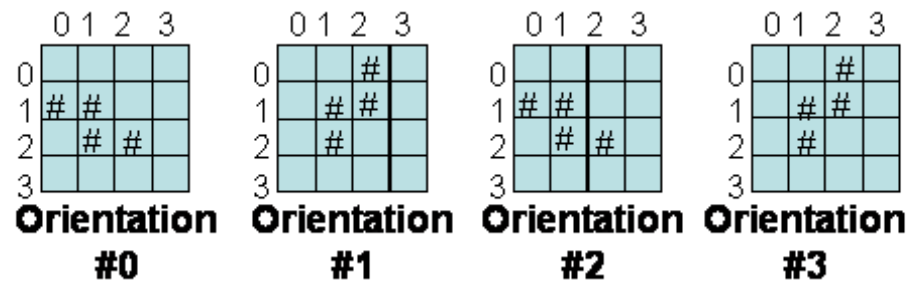 0 1 2 3 0 1 2 3 0 1 2 3 0 1 2 3
0 # 0 # 0
1 # # 1 # # 1 # # 1 # #
2 # # 2 # 2 # # 2 #
3 3 3 3
Orientation Orientation Orientation Orientation
#0 #1 #2 #3